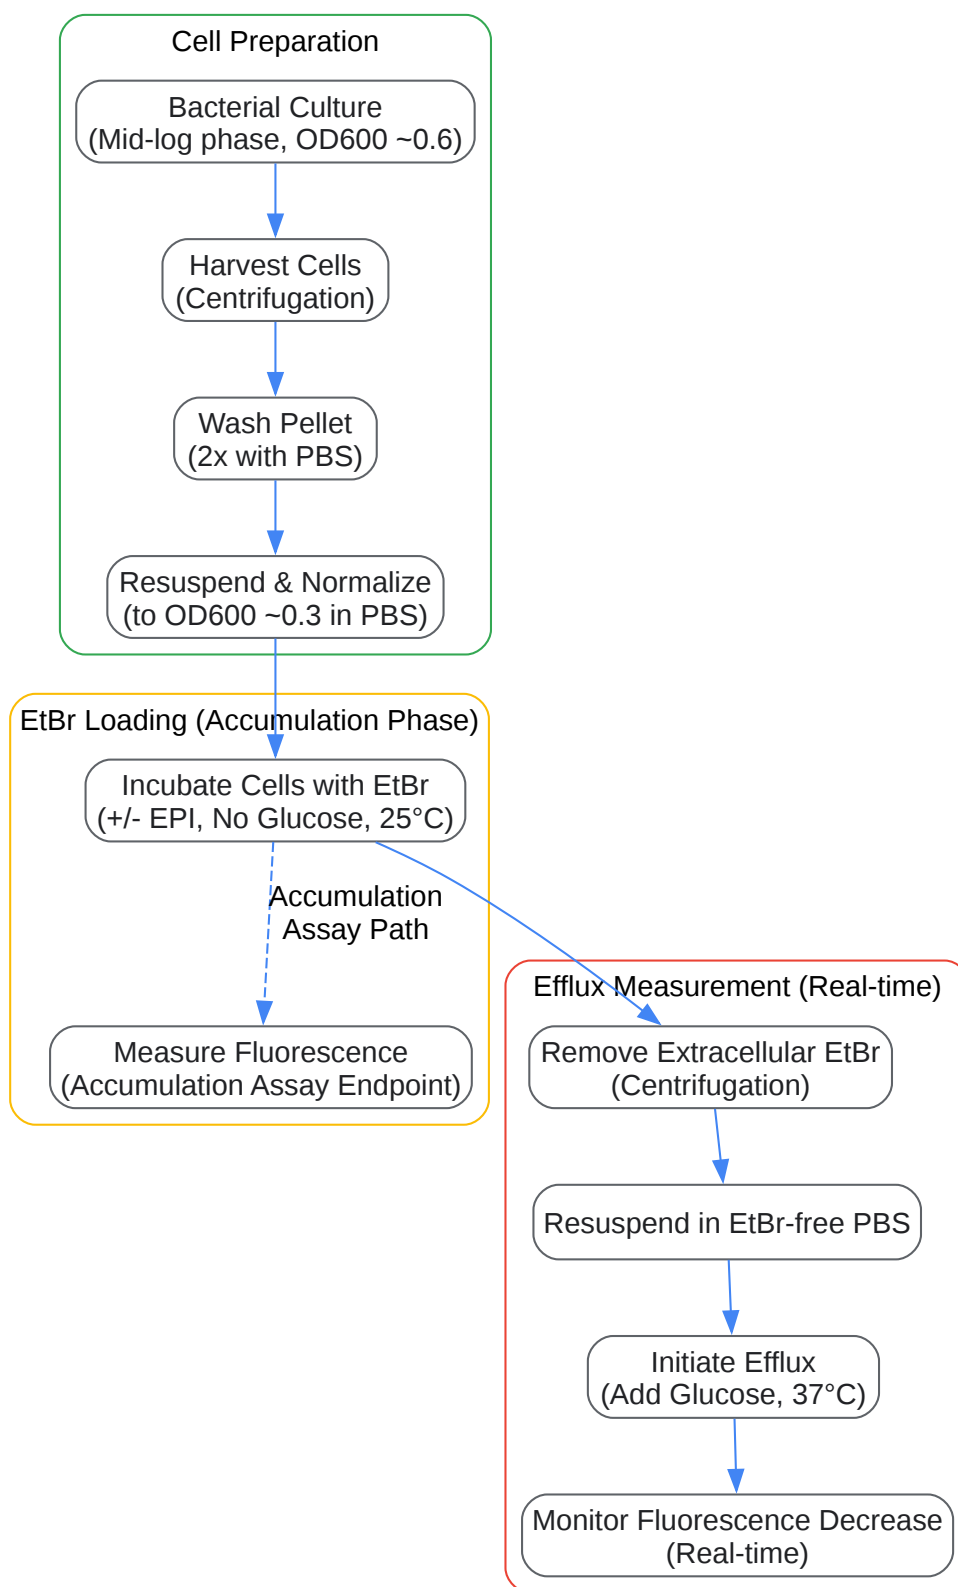 Cell Preparation
Bacterial Culture
(Mid-log phase, OD600 ~0.6)
Harvest Cells
(Centrifugation)
Wash Pellet
(2x with PBS)
Resuspend & Normalize
(to OD600 ~0.3 in PBS)
EtBr Loading (Accumulation Phase)
Incubate Cells with EtBr
(+/- EPI, No Glucose, 25°C)
Accumulation
Assay Path
Measure Fluorescence
(Accumulation Assay Endpoint)
Efflux Measurement (Real-time)
Remove Extracellular EtBr
(Centrifugation)
Resuspend in EtBr-free PBS
Initiate Efflux
(Add Glucose, 37°C)
Monitor Fluorescence Decrease
(Real-time)